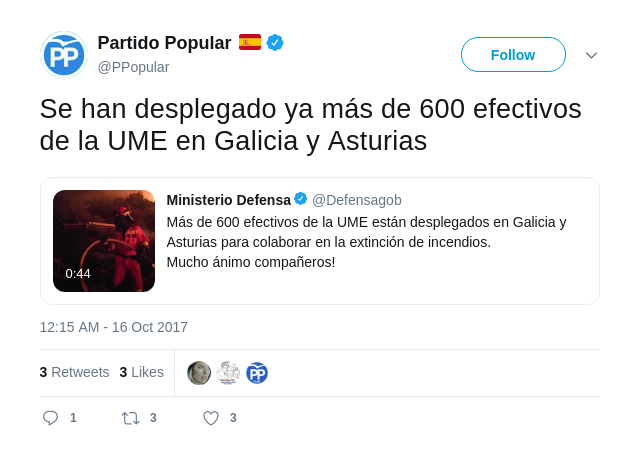 Partido Popular 🇪🇸
@PPopular
Follow
Se han desplegado ya más de 600 efectivos
de la UME en Galicia y Asturias
Ministerio Defensa @Defensagob
Más de 600 efectivos de la UME están desplegados en Galicia y
Asturias para colaborar en la extinción de incendios.
Mucho ánimo compañeros!
0:44
12:15 AM - 16 Oct 2017
3 Retweets 3 Likes
1 3 3